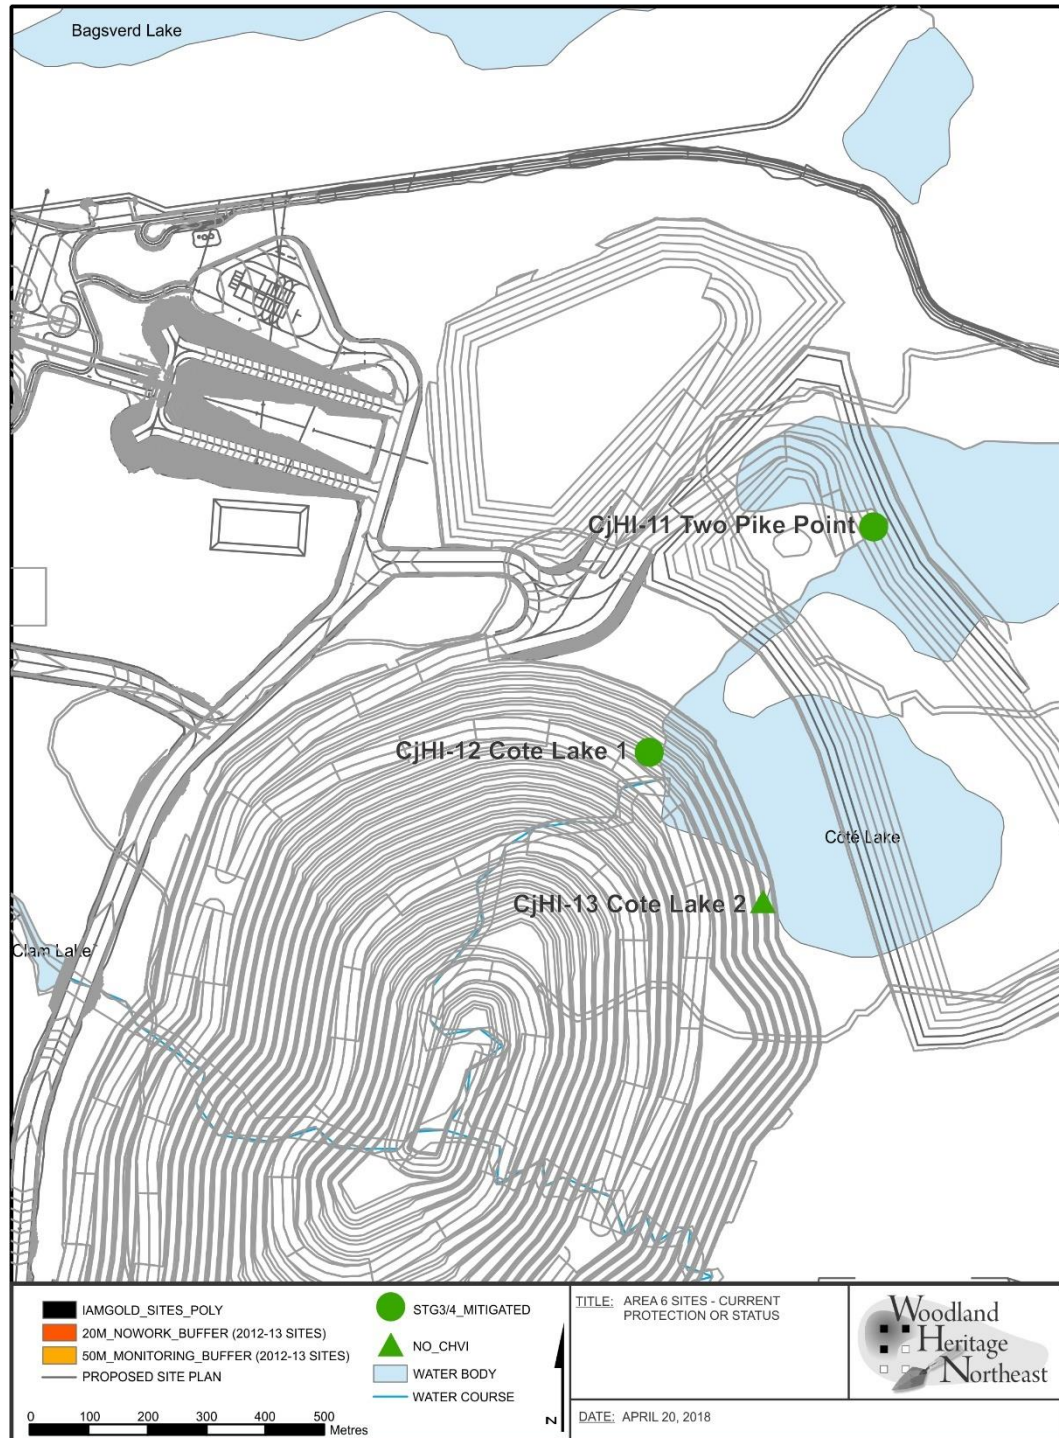 Bagsverd Lake
CjHI-11 Two Pike Point
CjHI-12 Cote Lake 1
Côté Lake
CjHI-13 Cote Lake 2
Clam Lake
IAMGOLD_SITES_POLY
20M_NOWORK_BUFFER (2012-13 SITES)
50M_MONITORING_BUFFER (2012-13 SITES)
PROPOSED SITE PLAN
0 100 200 300 400 500
Metres
STG3/4_MITIGATED
NO_CHVI
WATER BODY
WATER COURSE
N
TITLE: AREA 6 SITES - CURRENT
PROTECTION OR STATUS
DATE: APRIL 20, 2018
Woodland
Heritage
Northeast